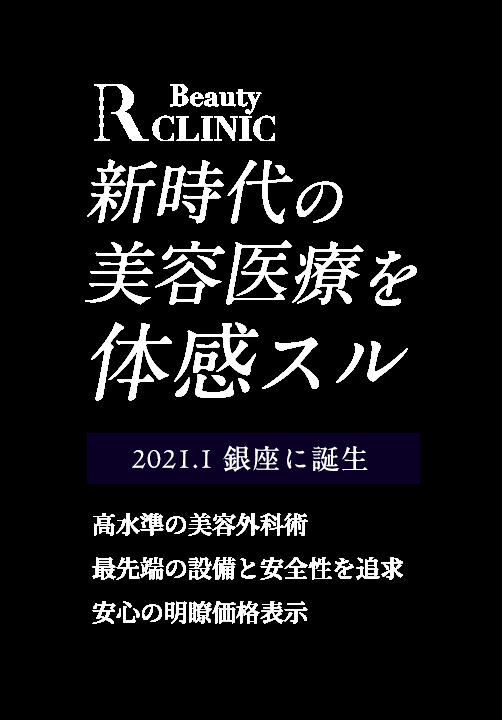 R Beauty
CLINIC
新時代の
美容医療を
体感スル
2021.1 銀座に誕生
高水準の美容外科術
最先端の設備と安全性を追求
安心の明瞭価格表示